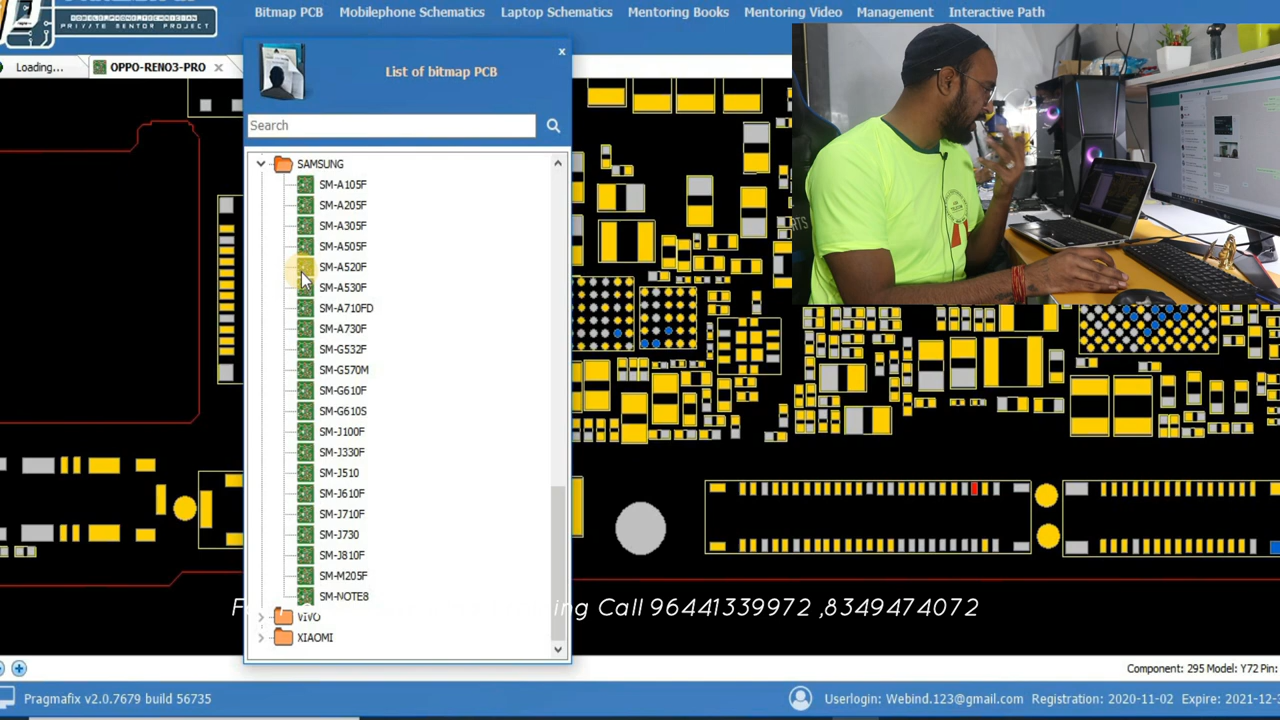 PRIVATE MENTOR PROJECT
Bitmap PCB
Mobilephone Schematics
Laptop Schematics
Mentoring Books
Mentoring Video
Management
Interactive Path
Loading...
OPPO-RENO3-PRO
List of bitmap PCB
Search
SAMSUNG
SM-A105F
SM-A205F
SM-A305F
SM-A505F
SM-A520F
SM-A530F
SM-A710FD
SM-A730F
SM-G532F
SM-G570M
SM-G610F
SM-G610S
SM-J100F
SM-J330F
SM-J510
SM-J610F
SM-J710F
SM-J730
SM-J810F
SM-M205F
SM-NOTE8
ing Call 96441339972 ,8349474072
VIVO
XIAOMI
Component: 295 Model: Y72 Pin:
Pragmafix v2.0.7679 build 56735
Userlogin: Webind.123@gmail.com
Registration: 2020-11-02
Expire: 2021-12-